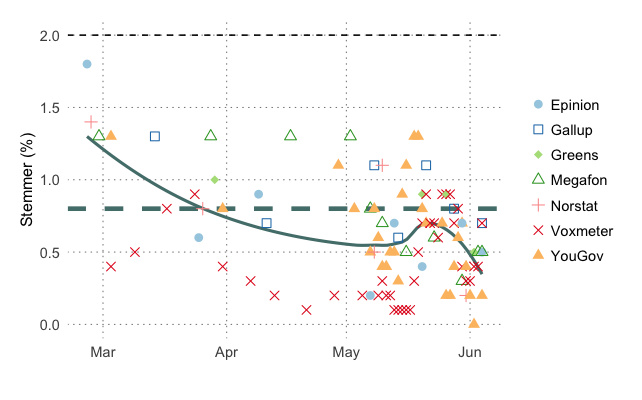 2.0
1.5
1.0
0.5
0.0
Stemmer (%)
Mar
Apr
May
Jun
Epinion
Gallup
Greens
Megafon
Norstat
Voxmeter
YouGov